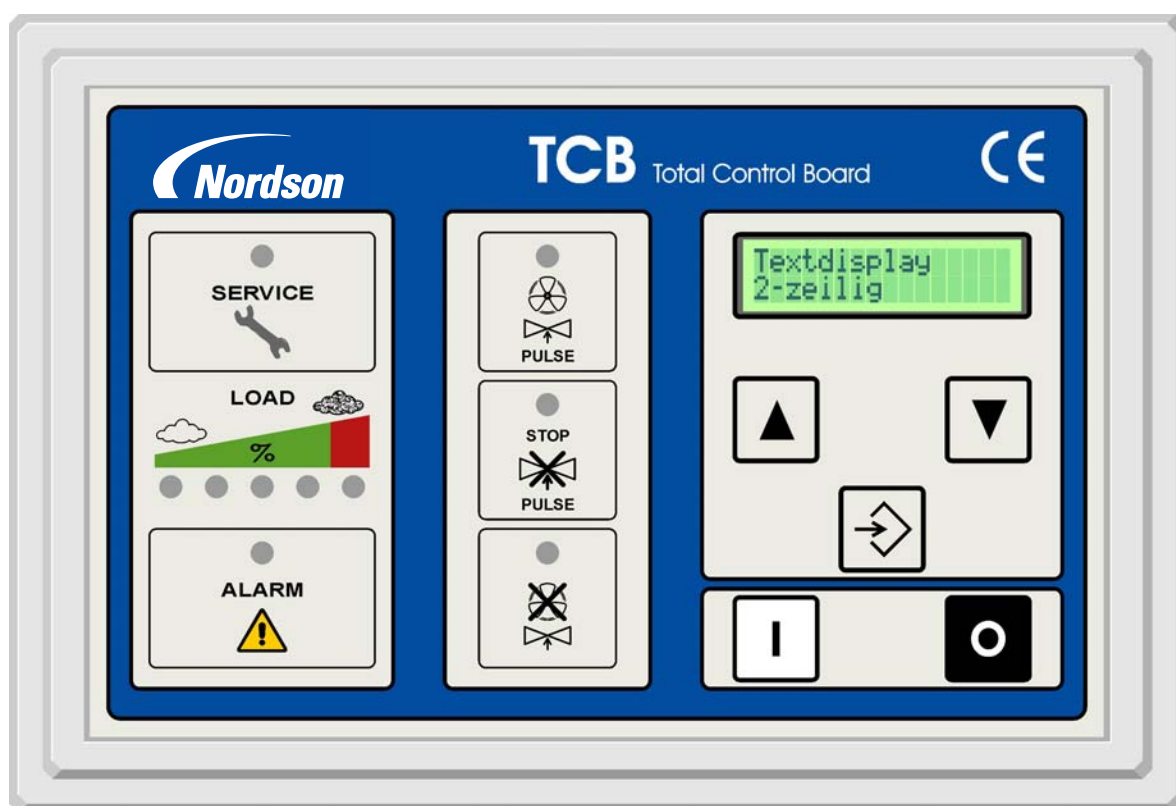 Nordson
TCB Total Control Board
CE
SERVICE
LOAD
%
ALARM
PULSE
STOP
PULSE
Textdisplay
2-zeilig
I
O